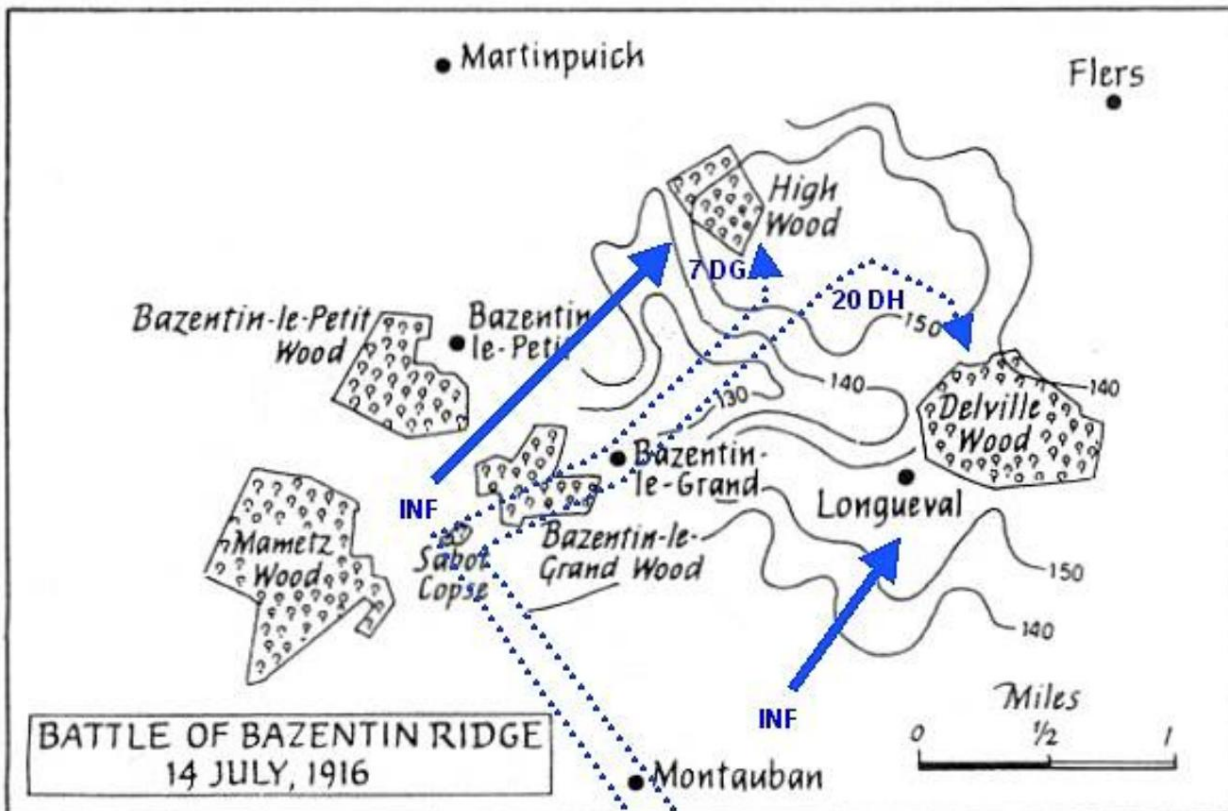 Martinpuich
Flers
High
Wood
7 DG
20 DH
150
Bazentin-le-Petit
Wood
Bazentin
le-Petit
140
130
140
Delville
Wood
Bazentin-
le-Grand
Longueval
INF
Mametz
Wood
Sabot
Copse
Bazentin-le-
Grand Wood
150
140
INF
Miles
0 1/2 1
BATTLE OF BAZENTIN RIDGE
14 JULY, 1916
Montauban